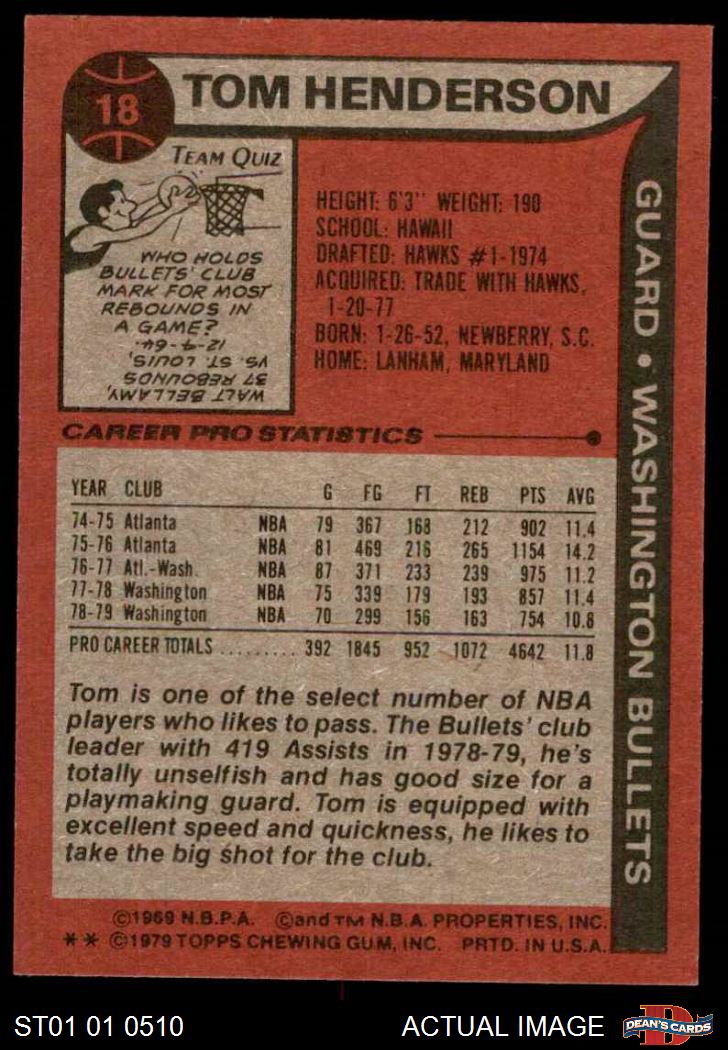 18
TOM HENDERSON
TEAM QUIZ
WHO HOLDS
BULLETS' CLUB
MARK FOR MOST
REBOUNDS IN
A GAME?
WALT BELLAMY,
37 REBOUNDS
VS. ST. LOUIS,
12-4-64.
HEIGHT: 6'3" WEIGHT: 190
SCHOOL: HAWAII
DRAFTED: HAWKS #1-1974
ACQUIRED: TRADE WITH HAWKS,
1-20-77
BORN: 1-26-52, NEWBERRY, S.C.
HOME: LANHAM, MARYLAND
GUARD • WASHINGTON BULLETS
CAREER PRO STATISTICS
YEAR CLUB G FG FT REB PTS AVG
74-75 Atlanta NBA 79 367 168 212 902 11.4
75-76 Atlanta NBA 81 469 216 265 1154 14.2
76-77 Atl.-Wash. NBA 87 371 233 239 975 11.2
77-78 Washington NBA 75 339 179 193 857 11.4
78-79 Washington NBA 70 299 156 163 754 10.8
PRO CAREER TOTALS ......... 392 1845 952 1072 4642 11.8
Tom is one of the select number of NBA
players who likes to pass. The Bullets' club
leader with 419 Assists in 1978-79, he's
totally unselfish and has good size for a
playmaking guard. Tom is equipped with
excellent speed and quickness, he likes to
take the big shot for the club.
©1969 N.B.P.A. ©and TM N.B.A. PROPERTIES, INC.
** ©1979 TOPPS CHEWING GUM, INC. PRTD. IN U.S.A.
ST01 01 0510
ACTUAL IMAGE
D
DEAN'S CARDS